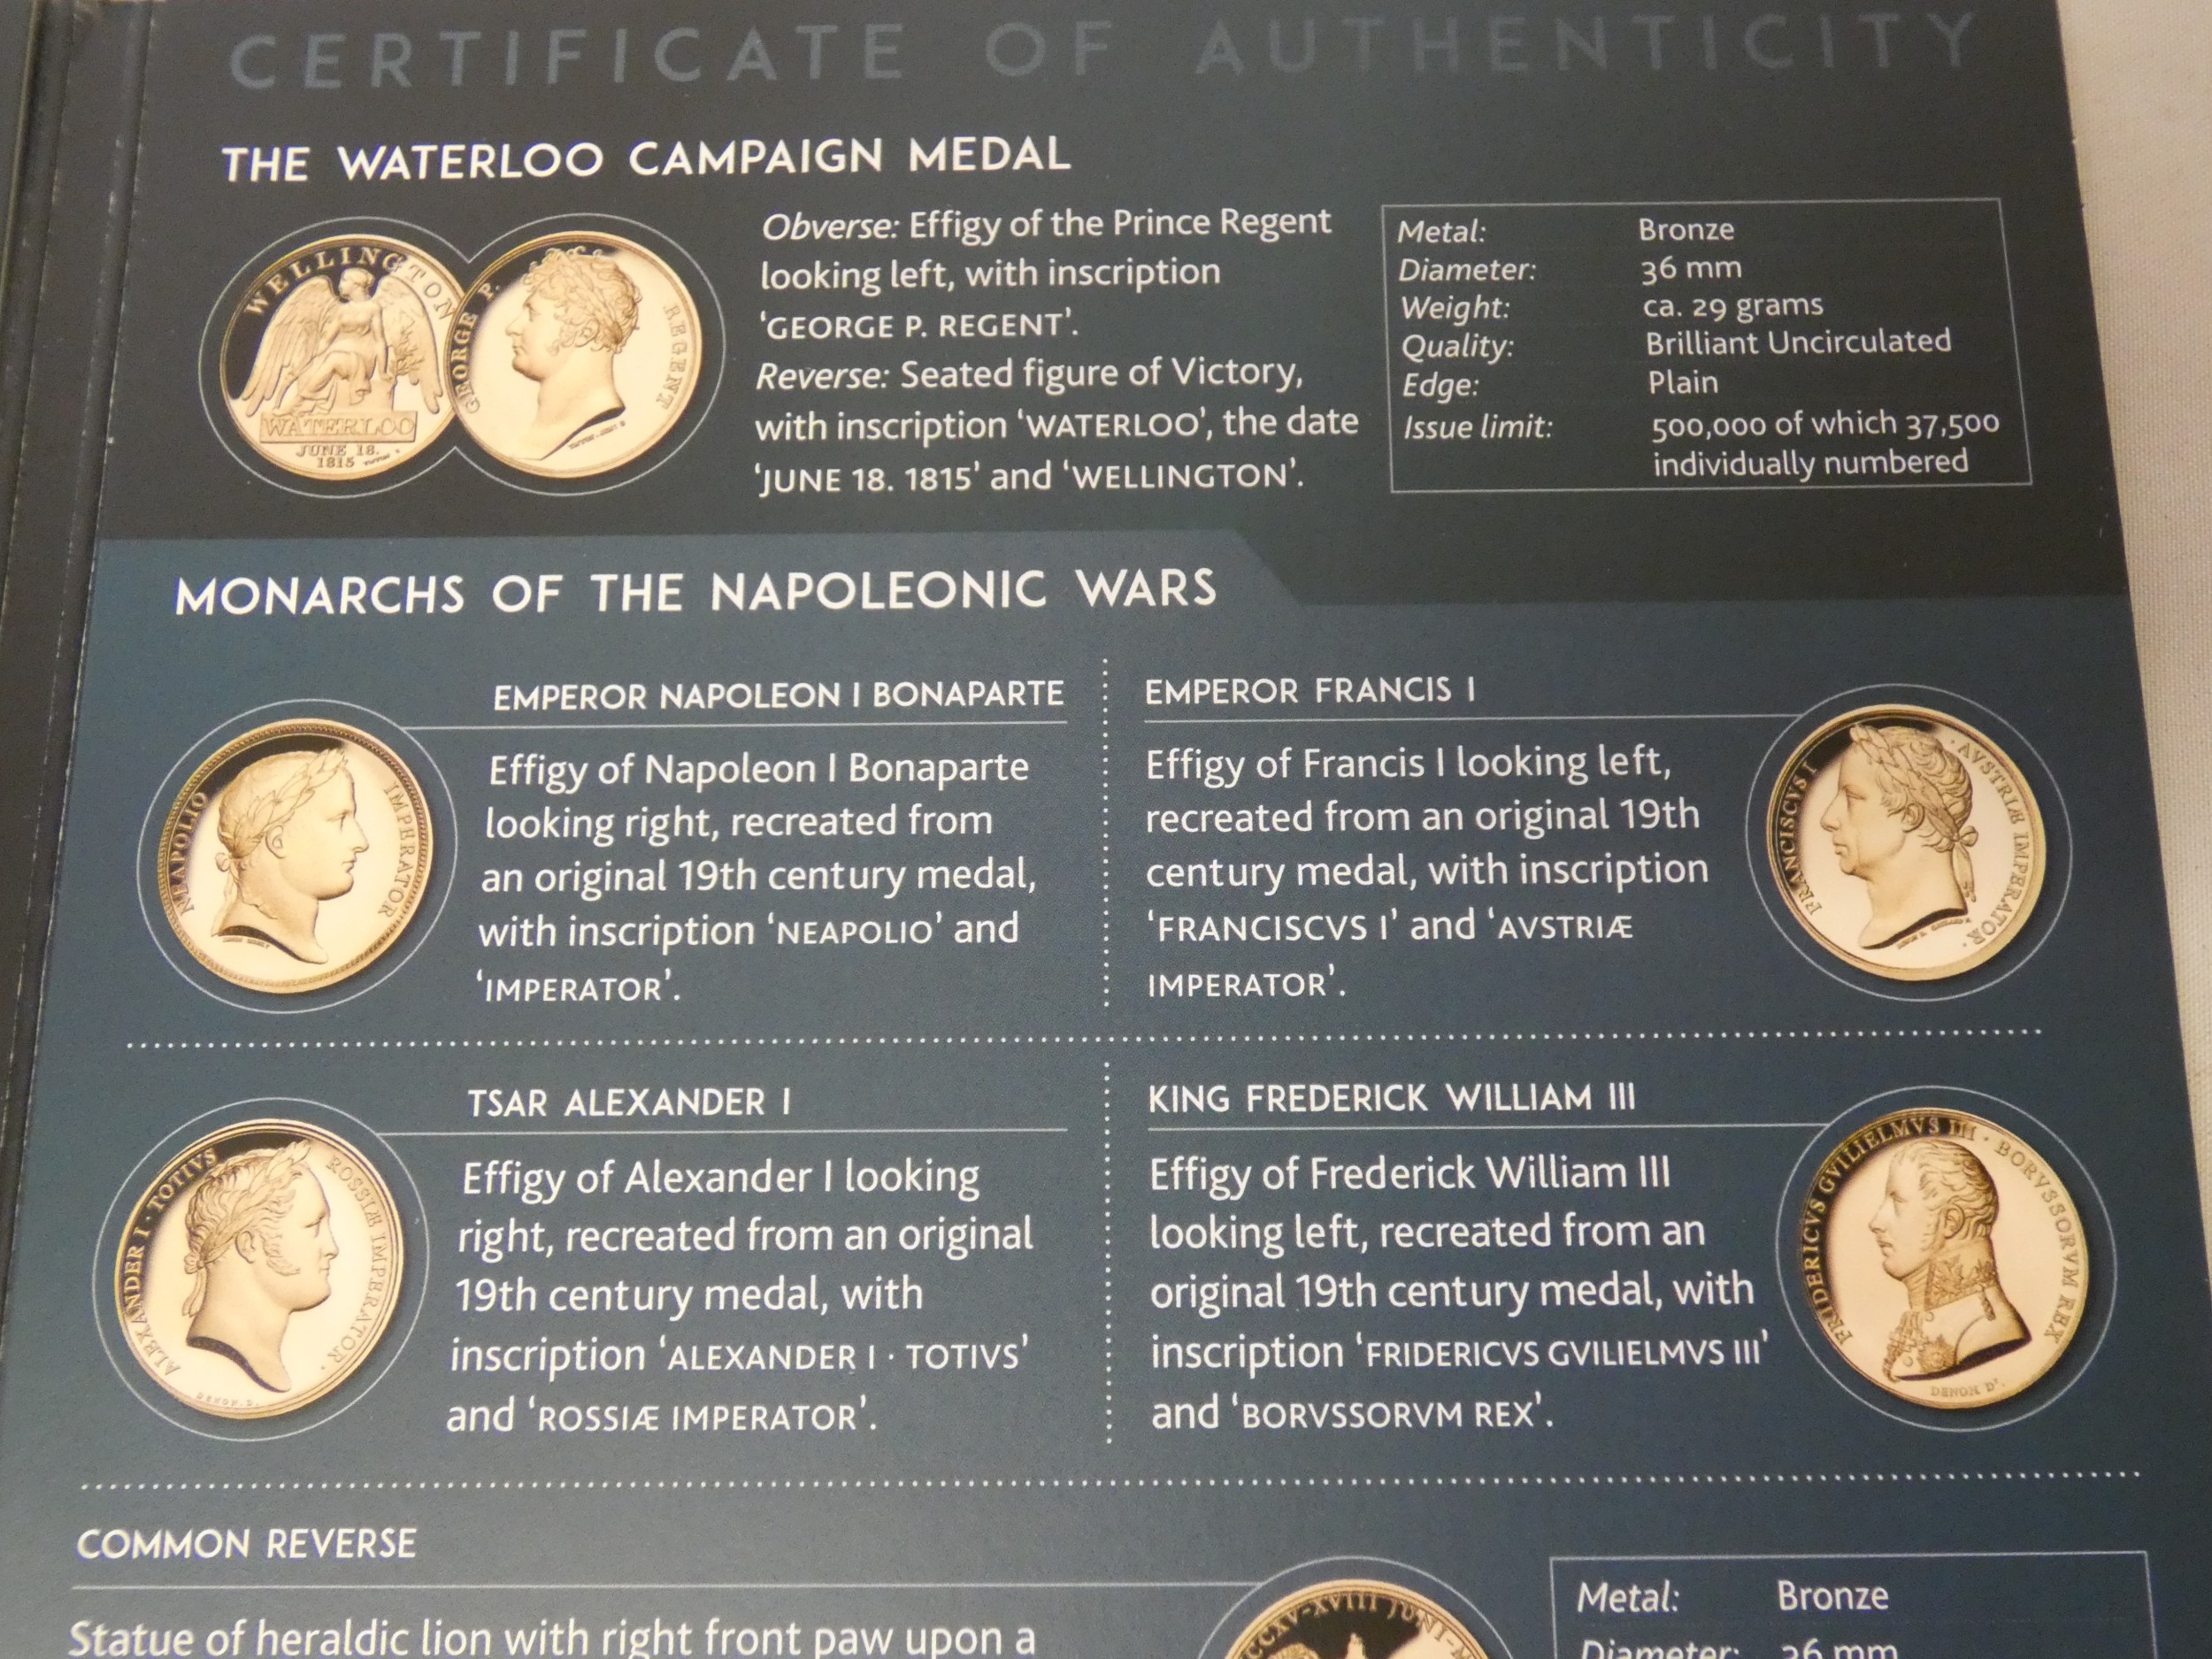 CERTIFICATE OF AUTHENTICITY
THE WATERLOO CAMPAIGN MEDAL
WELLINGTON
WATERLOO
JUNE 18.
1815
GEORGE P. REGENT
Obverse: Effigy of the Prince Regent
looking left, with inscription
‘GEORGE P. REGENT’.
Reverse: Seated figure of Victory,
with inscription ‘WATERLOO’, the date
‘JUNE 18. 1815’ and ‘WELLINGTON’.
Metal: Bronze
Diameter: 36 mm
Weight: ca. 29 grams
Quality: Brilliant Uncirculated
Edge: Plain
Issue limit: 500,000 of which 37,500
individually numbered
MONARCHS OF THE NAPOLEONIC WARS
EMPEROR NAPOLEON I BONAPARTE
NEAPOLIO IMPERATOR
Effigy of Napoleon I Bonaparte
looking right, recreated from
an original 19th century medal,
with inscription ‘NEAPOLIO’ and
‘IMPERATOR’.
EMPEROR FRANCIS I
Effigy of Francis I looking left,
recreated from an original 19th
century medal, with inscription
‘FRANCISCVS I’ and ‘AVSTRIÆ
IMPERATOR’.
FRANCISCVS I · AVSTRIÆ IMPERATOR ·
TSAR ALEXANDER I
ALEXANDER I · TOTIVS ROSSIÆ IMPERATOR ·
DENON D.
Effigy of Alexander I looking
right, recreated from an original
19th century medal, with
inscription ‘ALEXANDER I · TOTIVS’
and ‘ROSSIÆ IMPERATOR’.
KING FREDERICK WILLIAM III
Effigy of Frederick William III
looking left, recreated from an
original 19th century medal, with
inscription ‘FRIDERICVS GVILIELMVS III’
and ‘BORVSSORVM REX’.
FRIDERICVS GVILIELMVS III · BORVSSORVM REX
DENON D.
COMMON REVERSE
Statue of heraldic lion with right front paw upon a
CCXV-XVIII JUNI
Metal: Bronze
Diameter: 36 mm